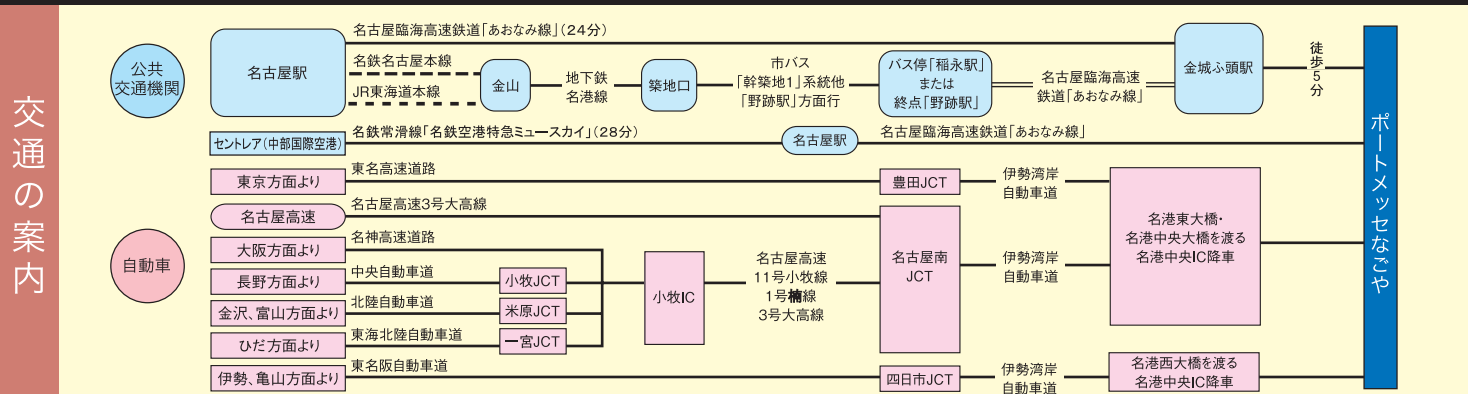 交通の案内
公共
交通機関
名古屋駅
名古屋臨海高速鉄道「あおなみ線」(24分)
名鉄名古屋本線
JR東海道本線
金山
地下鉄
名港線
築地口
市バス
「幹築地1」系統他
「野跡駅」方面行
バス停「稲永駅」
または
終点「野跡駅」
名古屋臨海高速
鉄道「あおなみ線」
金城ふ頭駅
徒歩5分
ポートメッセなごや
セントレア(中部国際空港)
名鉄常滑線「名鉄空港特急ミュースカイ」(28分)
名古屋駅
名古屋臨海高速鉄道「あおなみ線」
自動車
東京方面より
東名高速道路
豊田JCT
伊勢湾岸
自動車道
名港東大橋・
名港中央大橋を渡る
名港中央IC降車
名古屋高速
名古屋高速3号大高線
名古屋南
JCT
伊勢湾岸
自動車道
大阪方面より
名神高速道路
長野方面より
中央自動車道
小牧JCT
小牧IC
名古屋高速
11号小牧線
1号楠線
3号大高線
金沢、富山方面より
北陸自動車道
米原JCT
ひだ方面より
東海北陸自動車道
一宮JCT
伊勢、亀山方面より
東名阪自動車道
四日市JCT
伊勢湾岸
自動車道
名港西大橋を渡る
名港中央IC降車